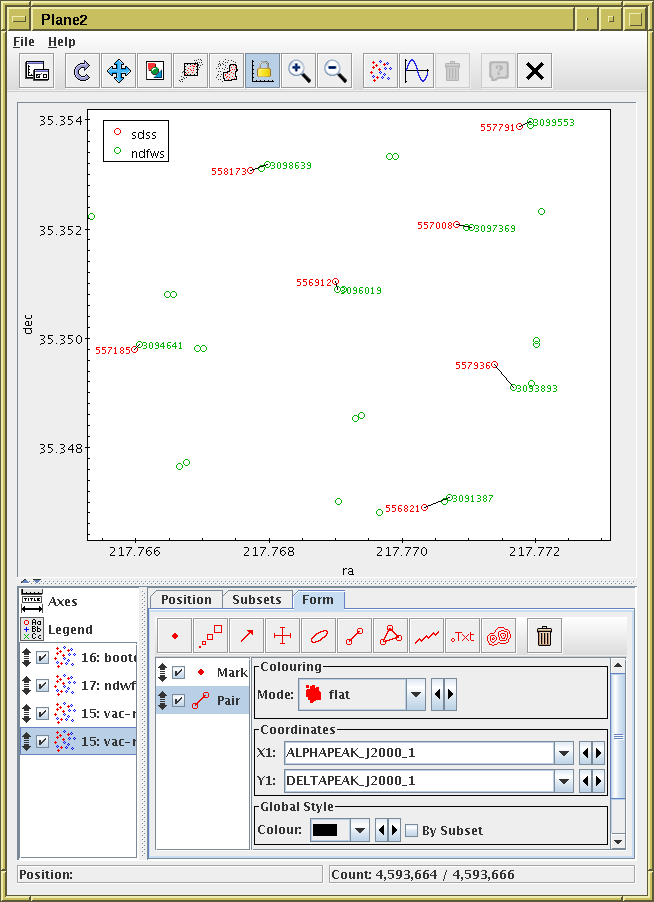 Plane2
File Help
35.354
35.352
35.350
35.348
dec
sdss
ndfws
557791 3099553
558173 3098639
557008 3097369
556912 3096019
557185 3094641
557936 3093893
556821 3091387
217.766 217.768 217.770 217.772
ra
Axes
Legend
16: boote
17: ndwf
15: vac-r
15: vac-r
Position Subsets Form
.Txt
Mark
Pair
Colouring
Mode: flat
Coordinates
X1: ALPHAPEAK_J2000_1
Y1: DELTAPEAK_J2000_1
Global Style
Colour: By Subset
Position: Count: 4,593,664 / 4,593,666